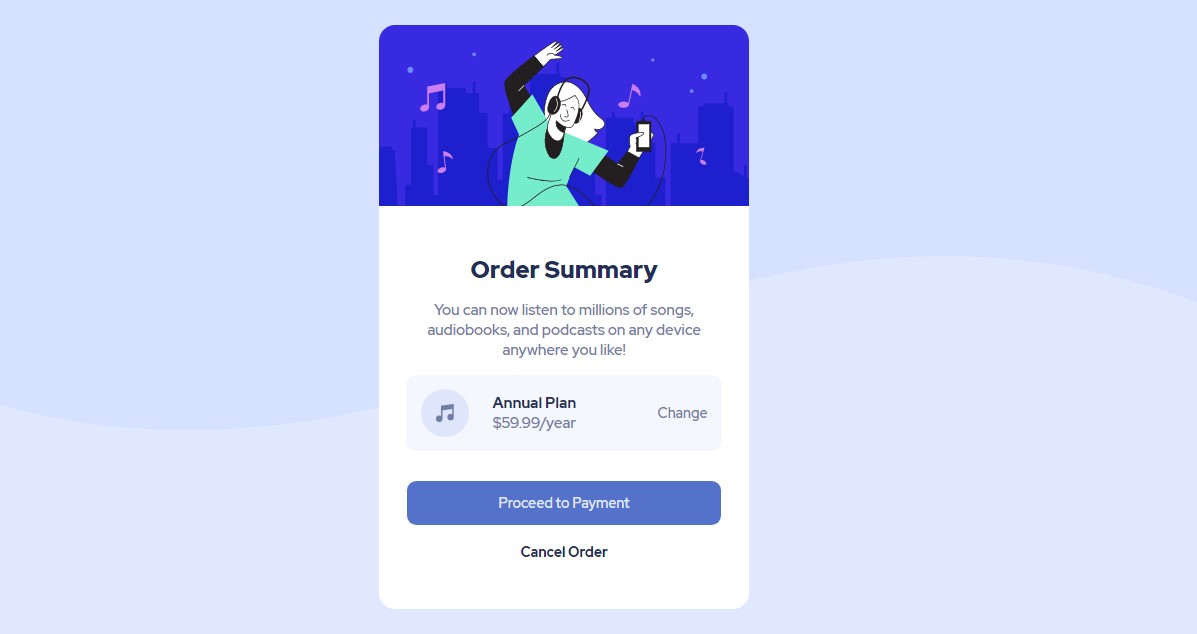 Order Summary
You can now listen to millions of songs,
audiobooks, and podcasts on any device
anywhere you like!
Annual Plan
$59.99/year
Change
Proceed to Payment
Cancel Order